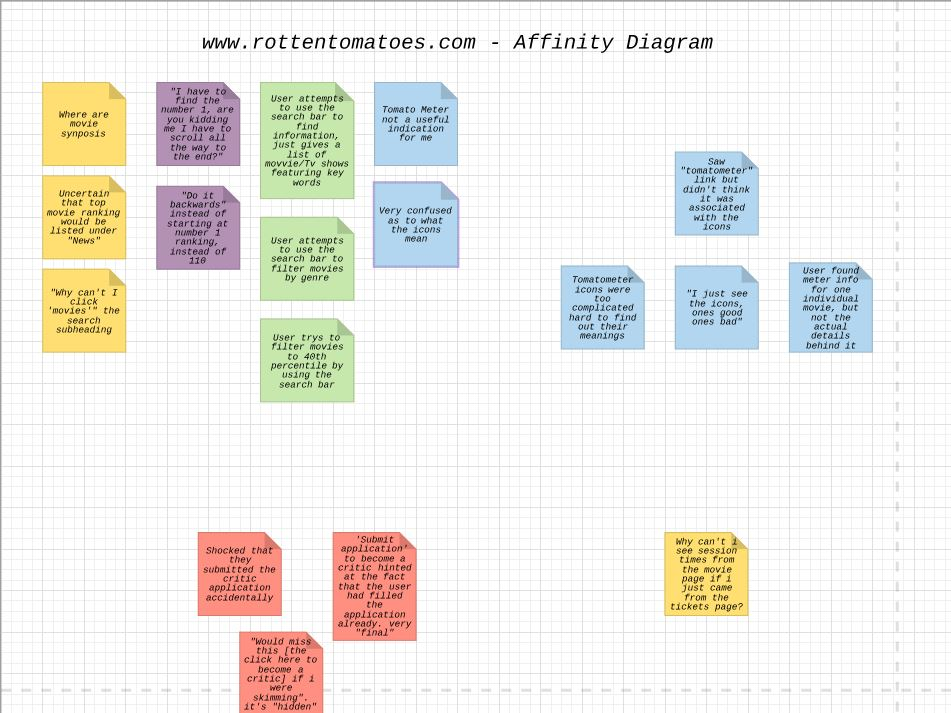 www.rottentomatoes.com - Affinity Diagram
Where are
movie
synposis
Uncertain
that top
movie ranking
would be
listed under
"News"
"Why can't I
click
'movies'" the
search
subheading
"I have to
find the
number 1, are
you kidding
me I have to
scroll all
the way to
the end?"
"Do it
backwards"
instead of
starting at
number 1
ranking,
instead of
110
User attempts
to use the
search bar to
find
information,
just gives a
list of
movvie/Tv shows
featuring key
words
User attempts
to use the
search bar to
filter movies
by genre
User trys to
filter movies
to 40th
percentile by
using the
search bar
Tomato Meter
not a useful
indication
for me
Very confused
as to what
the icons
mean
Saw
"tomatometer"
link but
didn't think
it was
associated
with the
icons
Tomatometer
icons were
too
complicated
hard to find
out their
meanings
"I just see
the icons,
ones good
ones bad"
User found
meter info
for one
individual
movie, but
not the
actual
details
behind it
Shocked that
they
submitted the
critic
application
accidentally
'Submit
application'
to become a
critic hinted
at the fact
that the user
had filled
the
application
already. very
"final"
"Would miss
this [the
click here to
become a
critic] if i
were
skimming".
it's "hidden"
Why can't i
see session
times from
the movie
page if i
just came
from the
tickets page?